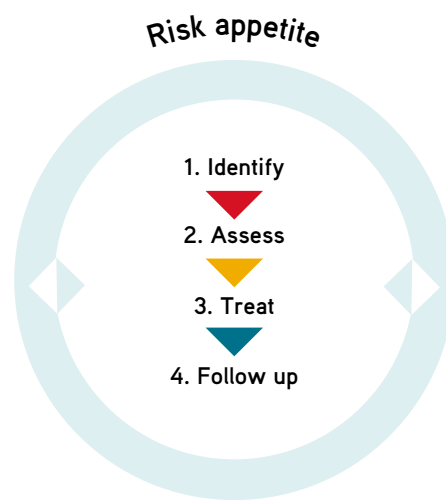 Risk appetite
1. Identify
2. Assess
3. Treat
4. Follow up